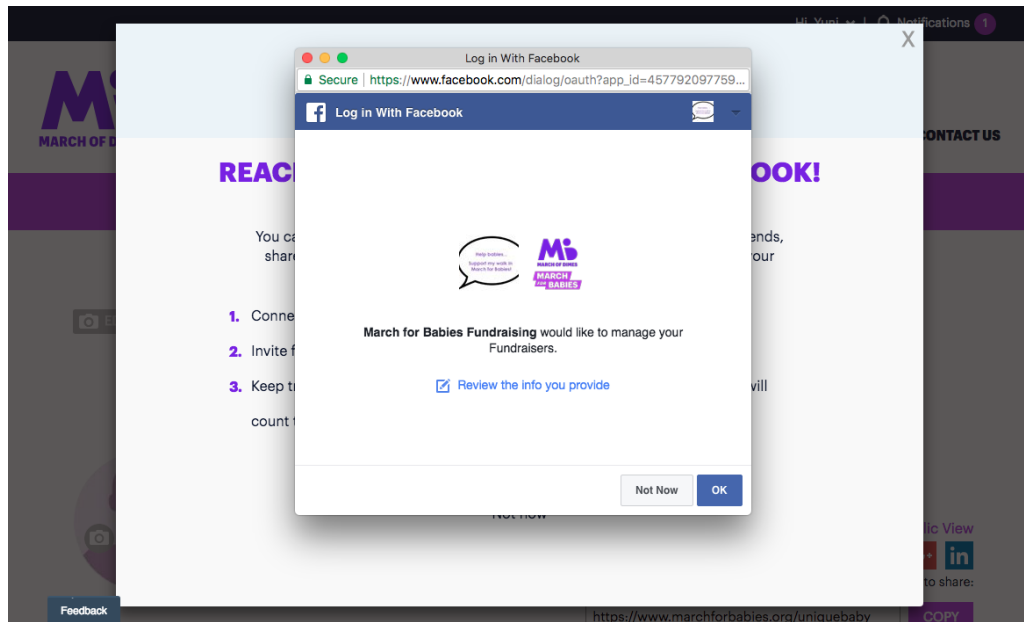 Hi, Yuni
Notifications 1
X
Log in With Facebook
Secure | https://www.facebook.com/dialog/oauth?app_id=457792097759...
Log in With Facebook
MARCH OF D
CONTACT US
REAC OOK!
You ca ends,
share our
help babies...
Support my walk in
March for Babies!
MARCH OF DIMES
MARCH
FOR BABIES
1. Conne
March for Babies Fundraising would like to manage your
Fundraisers.
2. Invite f
3. Keep tr will
Review the info you provide
count t
Not Now OK
Not now
lic View
in
to share:
Feedback
https://www.marchforbabies.org/uniquebaby
COPY